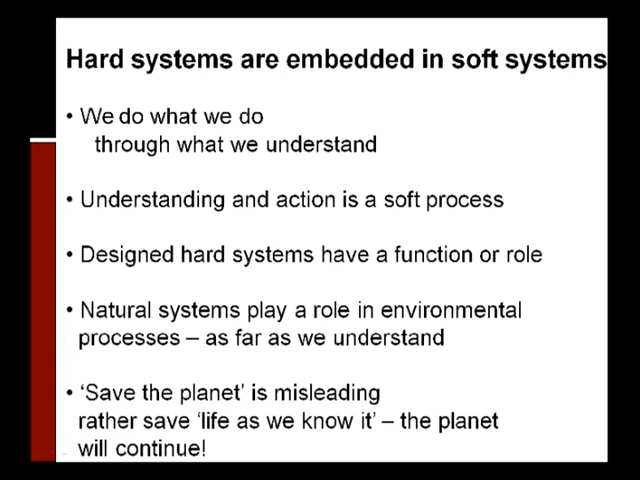 Hard systems are embedded in soft systems
• We do what we do
through what we understand
• Understanding and action is a soft process
• Designed hard systems have a function or role
• Natural systems play a role in environmental
processes – as far as we understand
• ‘Save the planet’ is misleading
rather save ‘life as we know it’ – the planet
will continue!